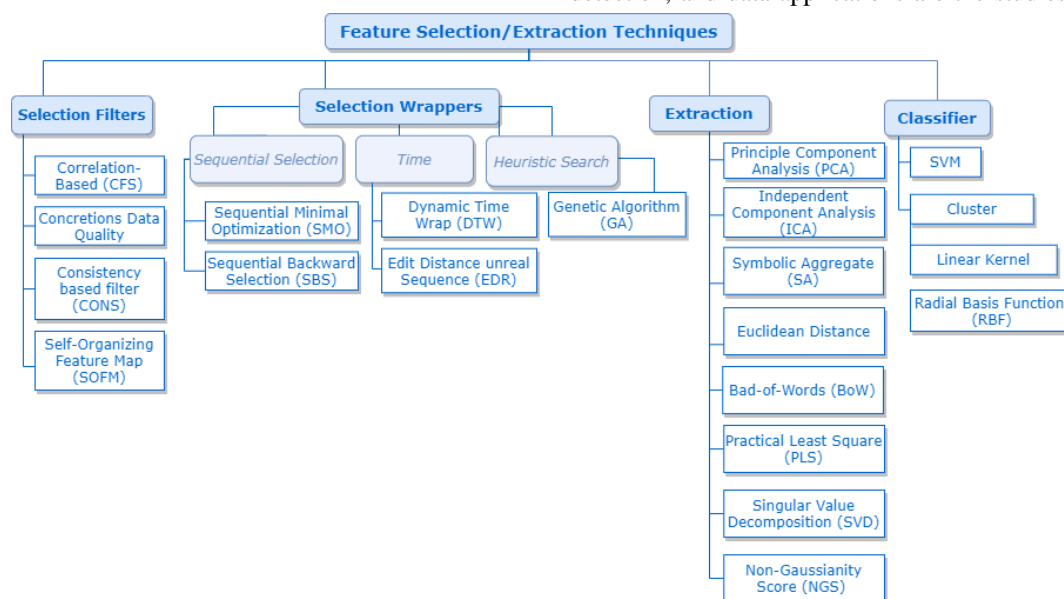 Feature Selection/Extraction Techniques
Selection Filters
Correlation-
Based (CFS)
Concretions Data
Quality
Consistency
based filter
(CONS)
Self-Organizing
Feature Map
(SOFM)
Selection Wrappers
Sequential Selection
Sequential Minimal
Optimization (SMO)
Sequential Backward
Selection (SBS)
Time
Dynamic Time
Wrap (DTW)
Edit Distance unreal
Sequence (EDR)
Heuristic Search
Genetic Algorithm
(GA)
Extraction
Principle Component
Analysis (PCA)
Independent
Component Analysis
(ICA)
Symbolic Aggregate
(SA)
Euclidean Distance
Bad-of-Words (BoW)
Practical Least Square
(PLS)
Singular Value
Decomposition (SVD)
Non-Gaussianity
Score (NGS)
Classifier
SVM
Cluster
Linear Kernel
Radial Basis Function
(RBF)